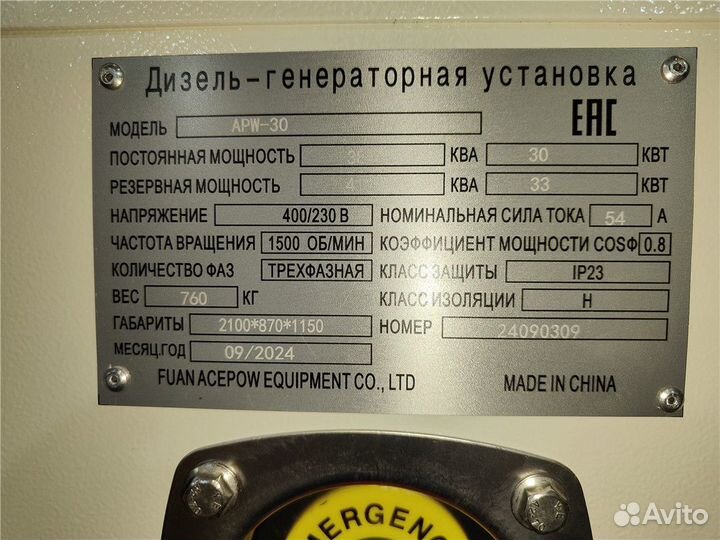 Дизель-генераторная установка
МОДЕЛЬ APW-30 EAC
ПОСТОЯННАЯ МОЩНОСТЬ КВА 30 КВТ
РЕЗЕРВНАЯ МОЩНОСТЬ КВА 33 КВТ
НАПРЯЖЕНИЕ 400/230 В НОМИНАЛЬНАЯ СИЛА ТОКА 54 А
ЧАСТОТА ВРАЩЕНИЯ 1500 ОБ/МИН КОЭФФИЦИЕНТ МОЩНОСТИ COSФ 0.8
КОЛИЧЕСТВО ФАЗ ТРЕХФАЗНАЯ КЛАСС ЗАЩИТЫ IP23
ВЕС 760 КГ КЛАСС ИЗОЛЯЦИИ H
ГАБАРИТЫ 2100*870*1150 НОМЕР 24090309
МЕСЯЦ.ГОД 09/2024
FUAN ACEPOW EQUIPMENT CO., LTD MADE IN CHINA
Avito